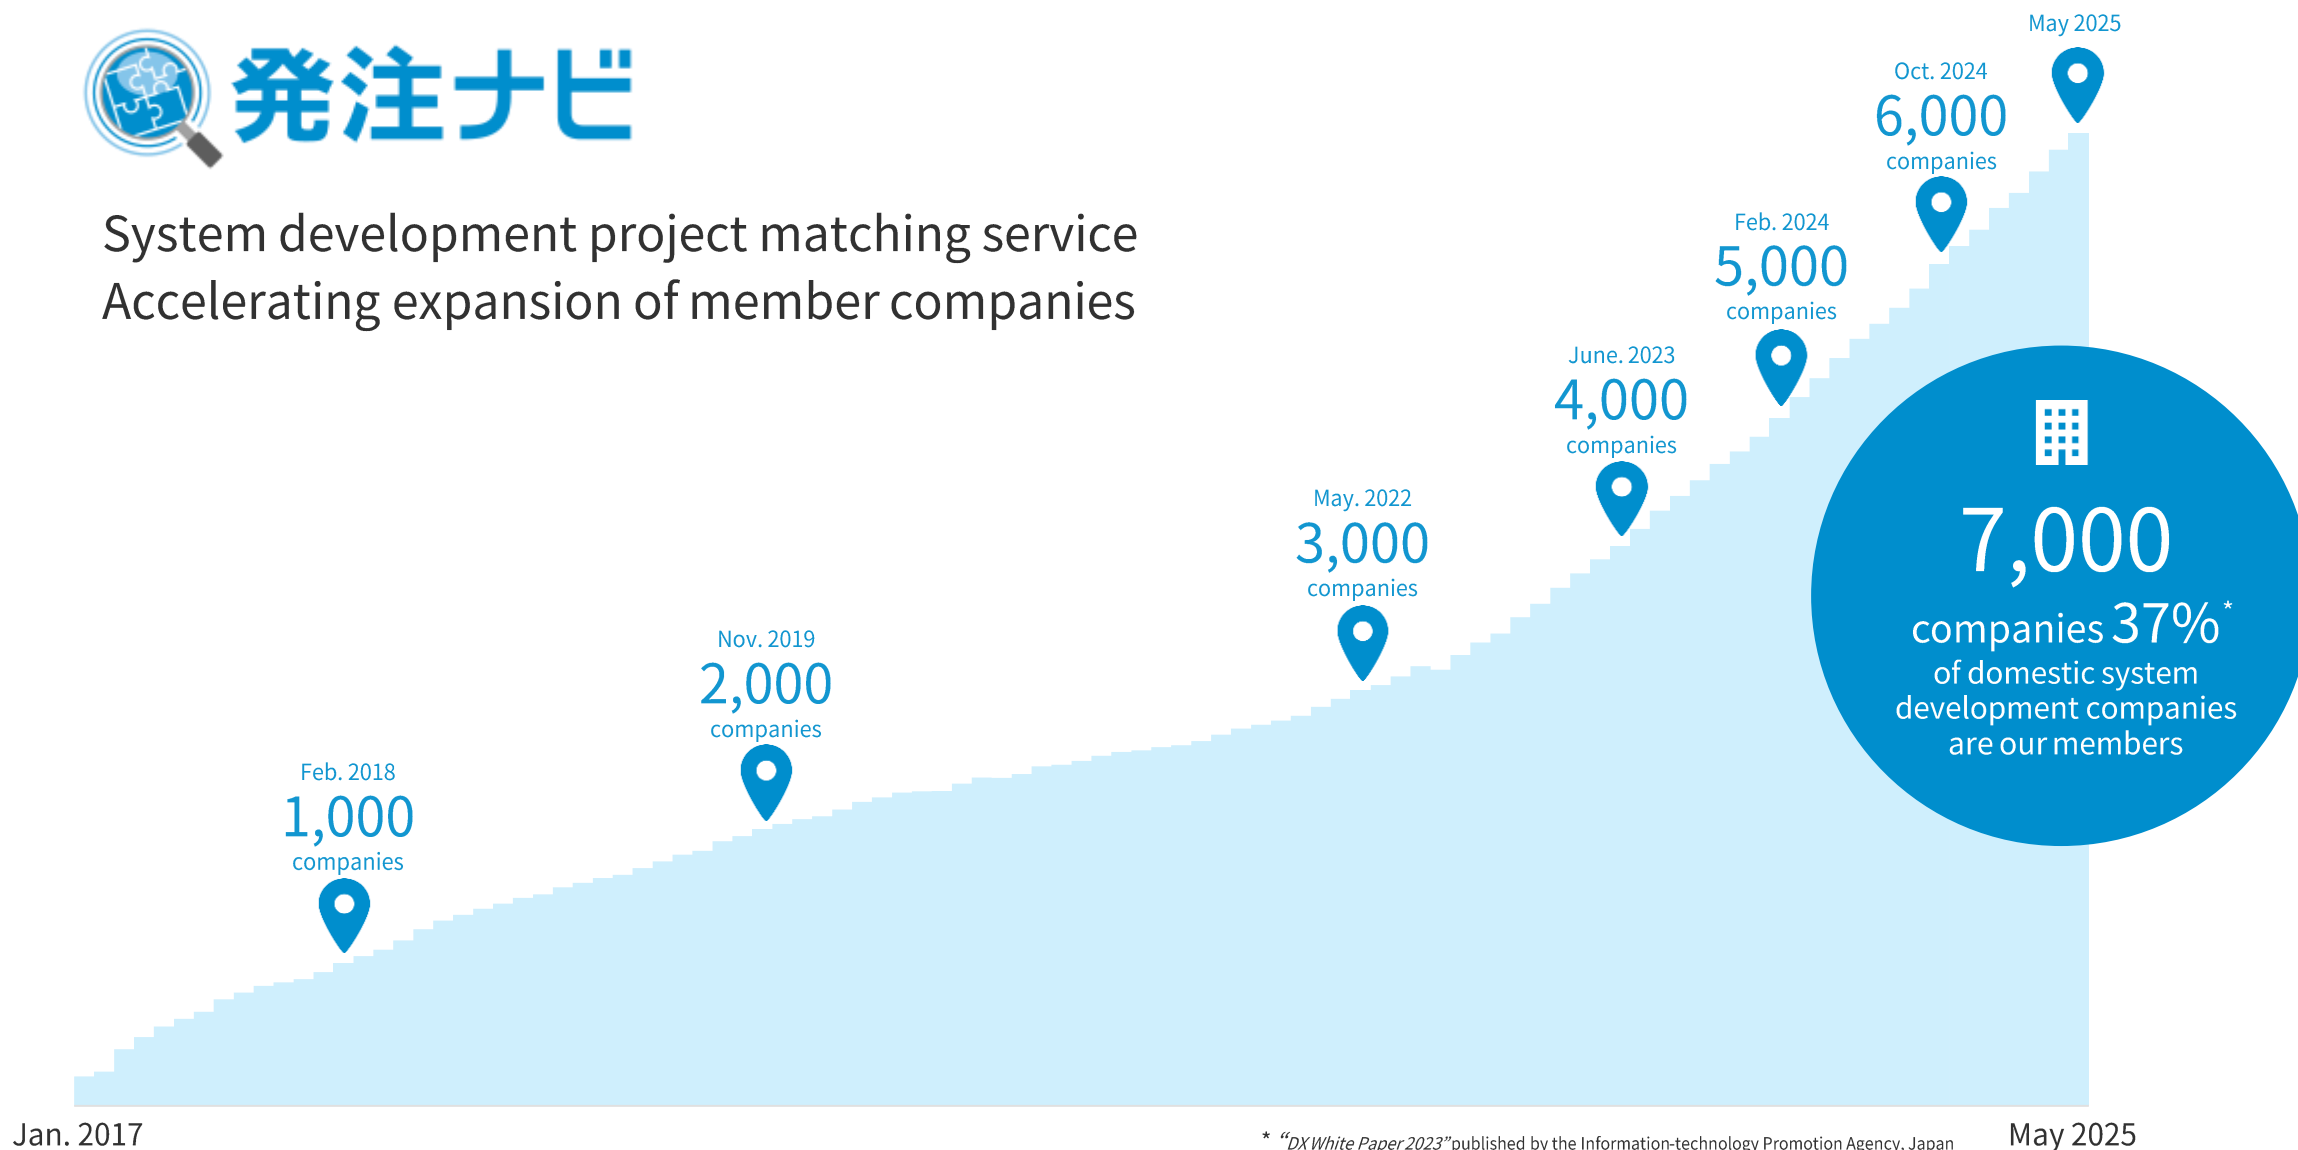 発注ナビ
System development project matching service
Accelerating expansion of member companies
Feb. 2018
1,000
companies
Nov. 2019
2,000
companies
May. 2022
3,000
companies
June. 2023
4,000
companies
Feb. 2024
5,000
companies
Oct. 2024
6,000
companies
May 2025
7,000
companies 37%*
of domestic system
development companies
are our members
Jan. 2017
May 2025
* “DX White Paper 2023”published by the Information-technology Promotion Agency, Japan